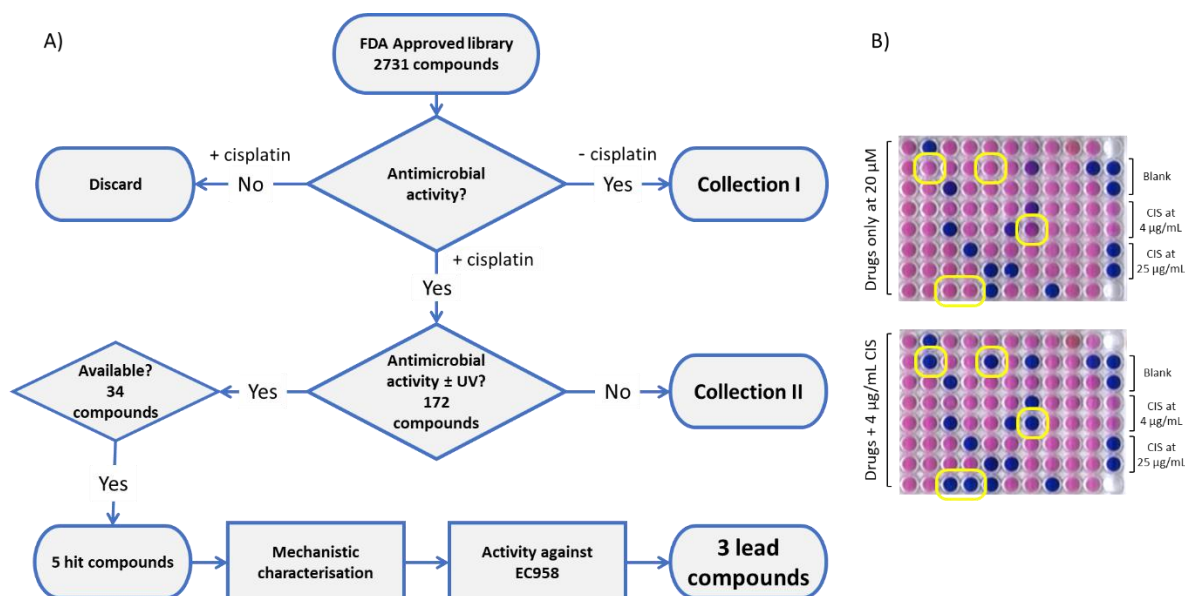 A)
FDA Approved library
2731 compounds
+ cisplatin
- cisplatin
Discard
No
Antimicrobial
activity?
Yes
Collection I
+ cisplatin
Yes
Available?
34
compounds
Yes
Antimicrobial
activity ± UV?
172
compounds
No
Collection II
Yes
5 hit compounds
Mechanistic
characterisation
Activity against
EC958
3 lead
compounds
B)
Drugs only at 20 µM
Blank
CIS at
4 µg/mL
CIS at
25 µg/mL
Drugs + 4 µg/mL CIS
Blank
CIS at
4 µg/mL
CIS at
25 µg/mL